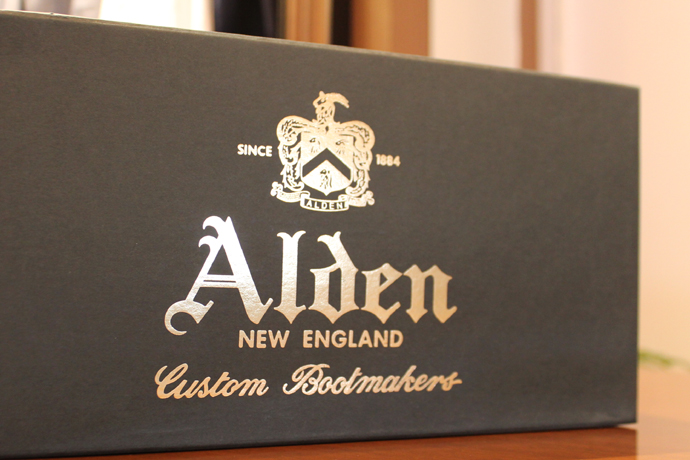 SINCE 1884
ALDEN
Alden
NEW ENGLAND
Custom Bootmakers